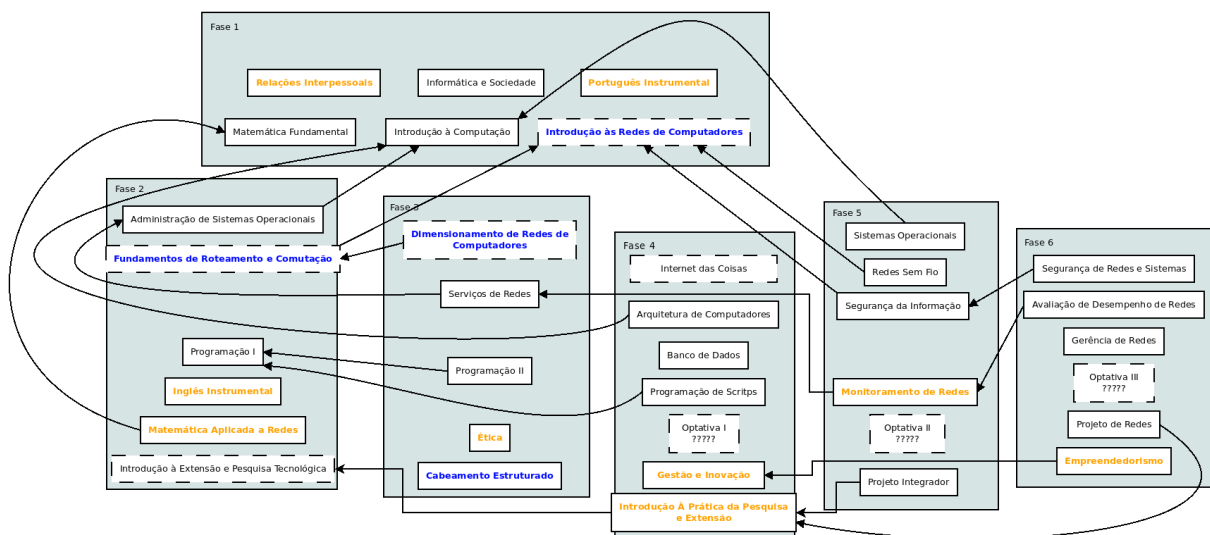 Fase 1
Relações Interpessoais
Informática e Sociedade
Português Instrumental
Matemática Fundamental
Introdução à Computação
Introdução às Redes de Computadores
Fase 2
Administração de Sistemas Operacionais
Fundamentos de Roteamento e Comutação
Programação I
Inglês Instrumental
Matemática Aplicada a Redes
Introdução à Extensão e Pesquisa Tecnológica
Fase 3
Dimensionamento de Redes de
Computadores
Serviços de Redes
Programação II
Ética
Cabeamento Estruturado
Fase 4
Internet das Coisas
Arquitetura de Computadores
Banco de Dados
Programação de Scritps
Optativa I
?????
Gestão e Inovação
Introdução À Prática da Pesquisa
e Extensão
Fase 5
Sistemas Operacionais
Redes Sem Fio
Segurança da Informação
Monitoramento de Redes
Optativa II
?????
Projeto Integrador
Fase 6
Segurança de Redes e Sistemas
Avaliação de Desempenho de Redes
Gerência de Redes
Optativa III
?????
Projeto de Redes
Empreendedorismo